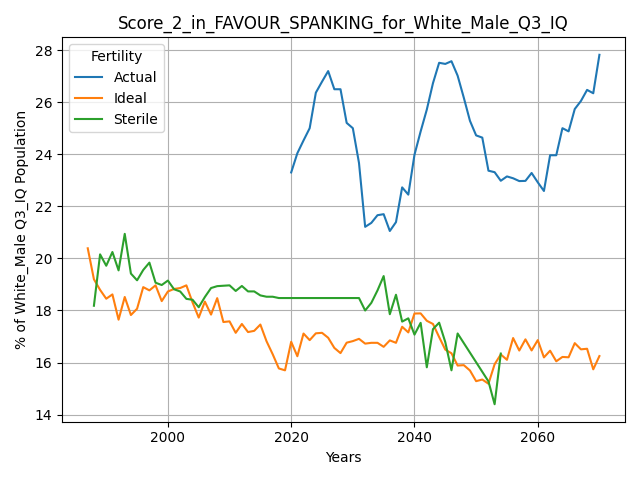 Score_2_in_FAVOUR_SPANKING_for_White_Male_Q3_IQ
Fertility
Actual
Ideal
Sterile
% of White_Male Q3_IQ Population
28
26
24
22
20
18
16
14
2000
2020
2040
2060
Years